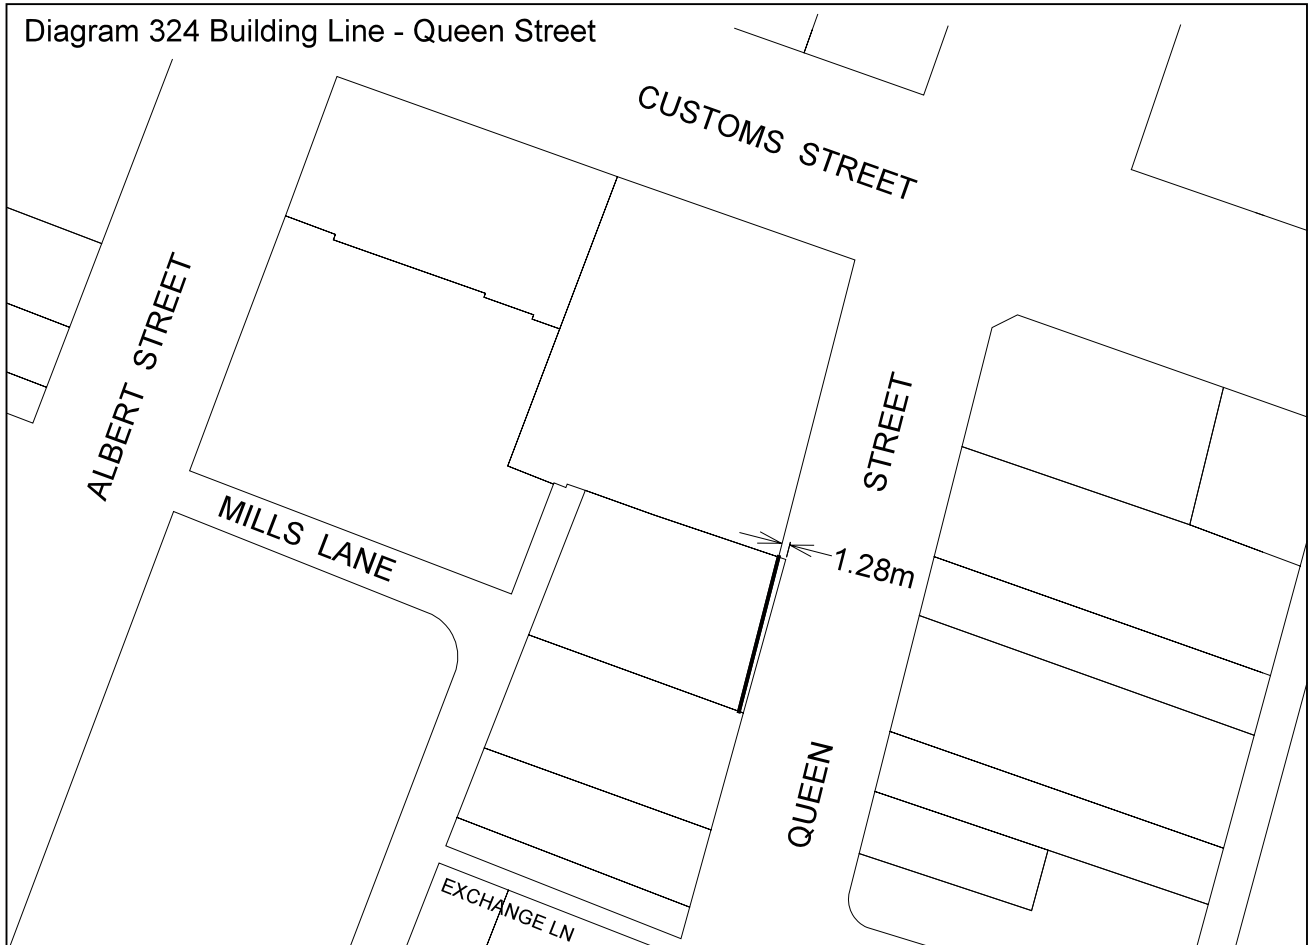 Diagram 324 Building Line - Queen Street
CUSTOMS STREET
ALBERT STREET
MILLS LANE
1.28m
QUEEN STREET
EXCHANGE LN